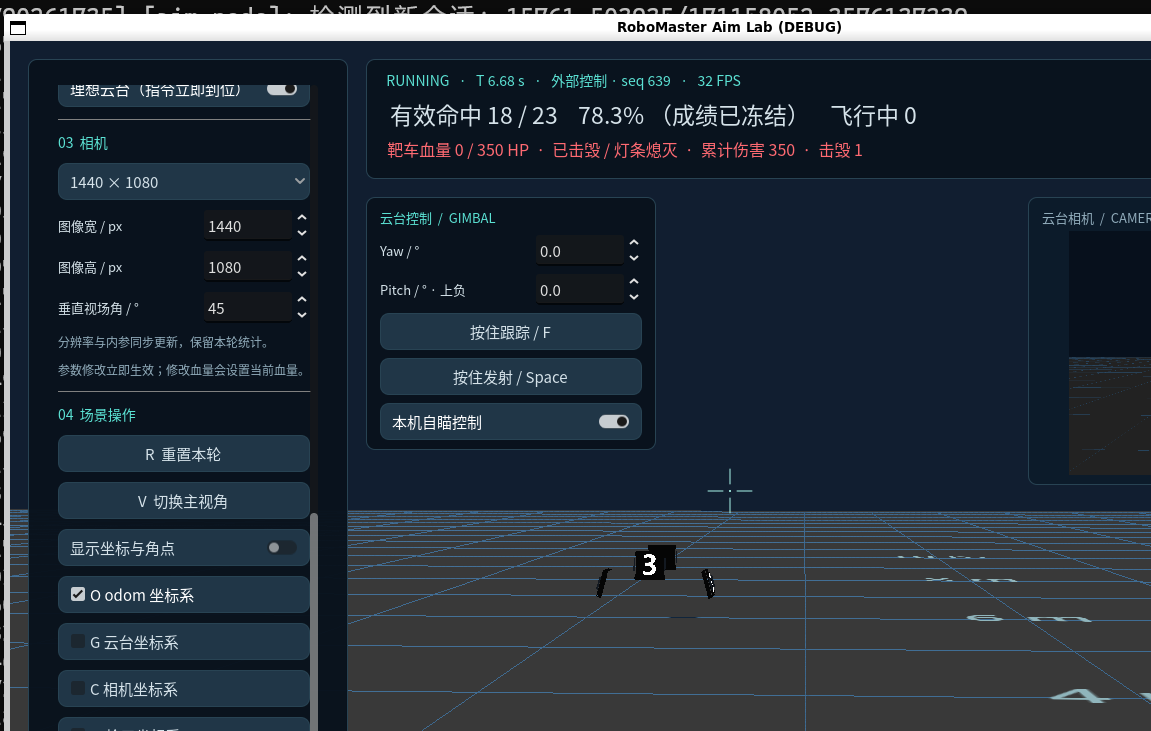 [aim_node]: 检测到新会话:
RoboMaster Aim Lab (DEBUG)
理想云台（指令立即到位）
03 相机
1440 × 1080
图像宽 / px 1440
图像高 / px 1080
垂直视场角 / ° 45
分辨率与内参同步更新，保留本轮统计。
参数修改立即生效；修改血量会设置当前血量。
04 场景操作
R 重置本轮
V 切换主视角
显示坐标与角点
O odom 坐标系
G 云台坐标系
C 相机坐标系
RUNNING · T 6.68 s · 外部控制 · seq 639 · 32 FPS
有效命中 18 / 23 78.3% （成绩已冻结） 飞行中 0
靶车血量 0 / 350 HP · 已击毁 / 灯条熄灭 · 累计伤害 350 · 击毁 1
云台控制 / GIMBAL
Yaw / ° 0.0
Pitch / ° · 上负 0.0
按住跟踪 / F
按住发射 / Space
本机自瞄控制
云台相机 / CAMER
3
6 m
4